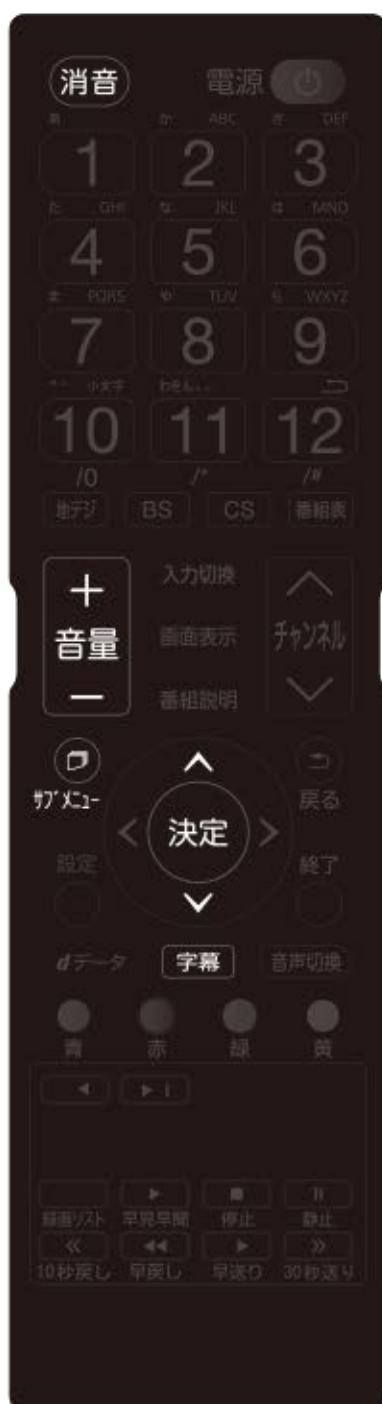 消音 電源
あ か ABC さ DEF
1 2 3
た GHI な JKL は MNO
4 5 6
ま PQRS や TUV ら WXYZ
7 8 9
小文字 わをん
10 11 12
/0 /* /#
地デジ BS CS 番組表
+ 入力切換
音量 画面表示 チャンネル
− 番組説明
サブメニュー 戻る
決定
設定 終了
dデータ 字幕 音声切換
青 赤 緑 黄
録画リスト 早見早聞 停止 静止
10秒戻し 早戻し 早送り 30秒送り